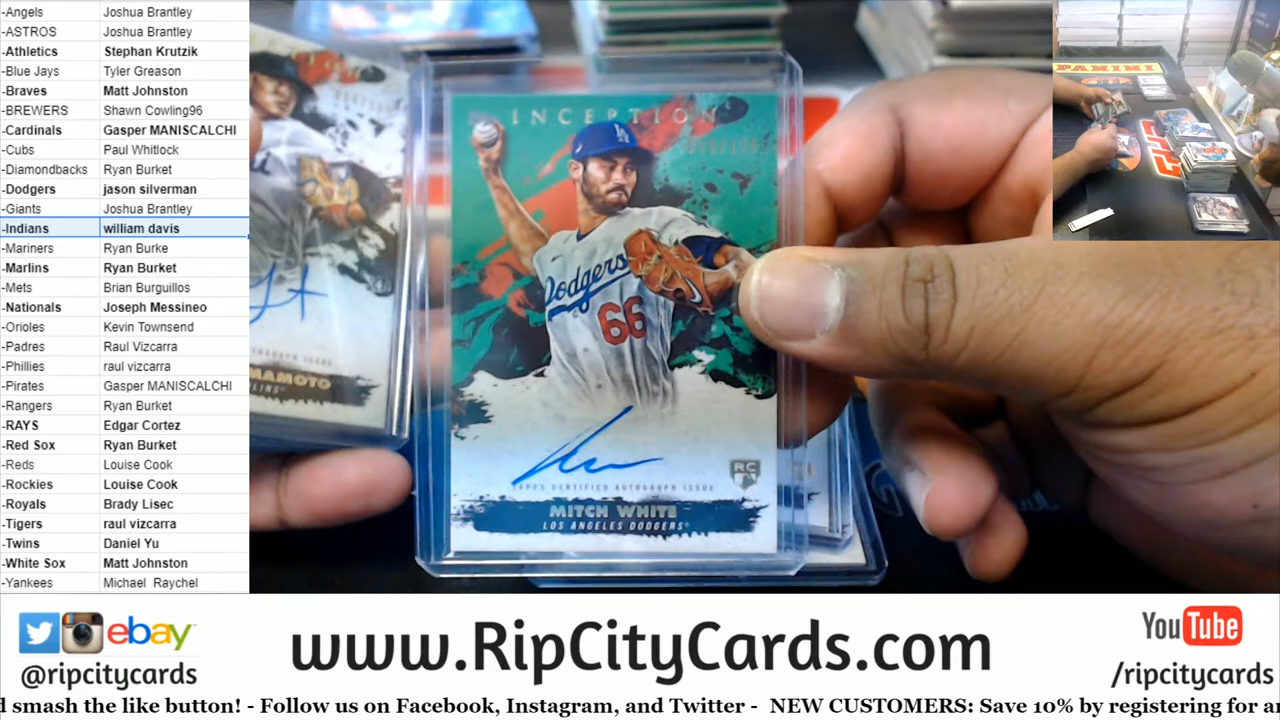 -Angels Joshua Brantley
-ASTROS Joshua Brantley
-Athletics Stephan Krutzik
-Blue Jays Tyler Greason
-Braves Matt Johnston
-BREWERS Shawn Cowling96
-Cardinals Gasper MANISCALCHI
-Cubs Paul Whitlock
-Diamondbacks Ryan Burket
-Dodgers jason silverman
-Giants Joshua Brantley
-Indians william davis
-Mariners Ryan Burke
-Marlins Ryan Burket
-Mets Brian Burguillos
-Nationals Joseph Messineo
-Orioles Kevin Townsend
-Padres Raul Vizcarra
-Phillies raul vizcarra
-Pirates Gasper MANISCALCHI
-Rangers Ryan Burket
-RAYS Edgar Cortez
-Red Sox Ryan Burket
-Reds Louise Cook
-Rockies Louise Cook
-Royals Brady Lisec
-Tigers raul vizcarra
-Twins Daniel Yu
-White Sox Matt Johnston
-Yankees Michael Raychel
INCEPTION
LA
Dodgers
66
TOPPS CERTIFIED AUTOGRAPH ISSUE
RC
MITCH WHITE
LOS ANGELES DODGERS
AMOTO
PANINI
ebay
@ripcitycards
www.RipCityCards.com
YouTube
/ripcitycards
d smash the like button! - Follow us on Facebook, Instagram, and Twitter - NEW CUSTOMERS: Save 10% by registering for a